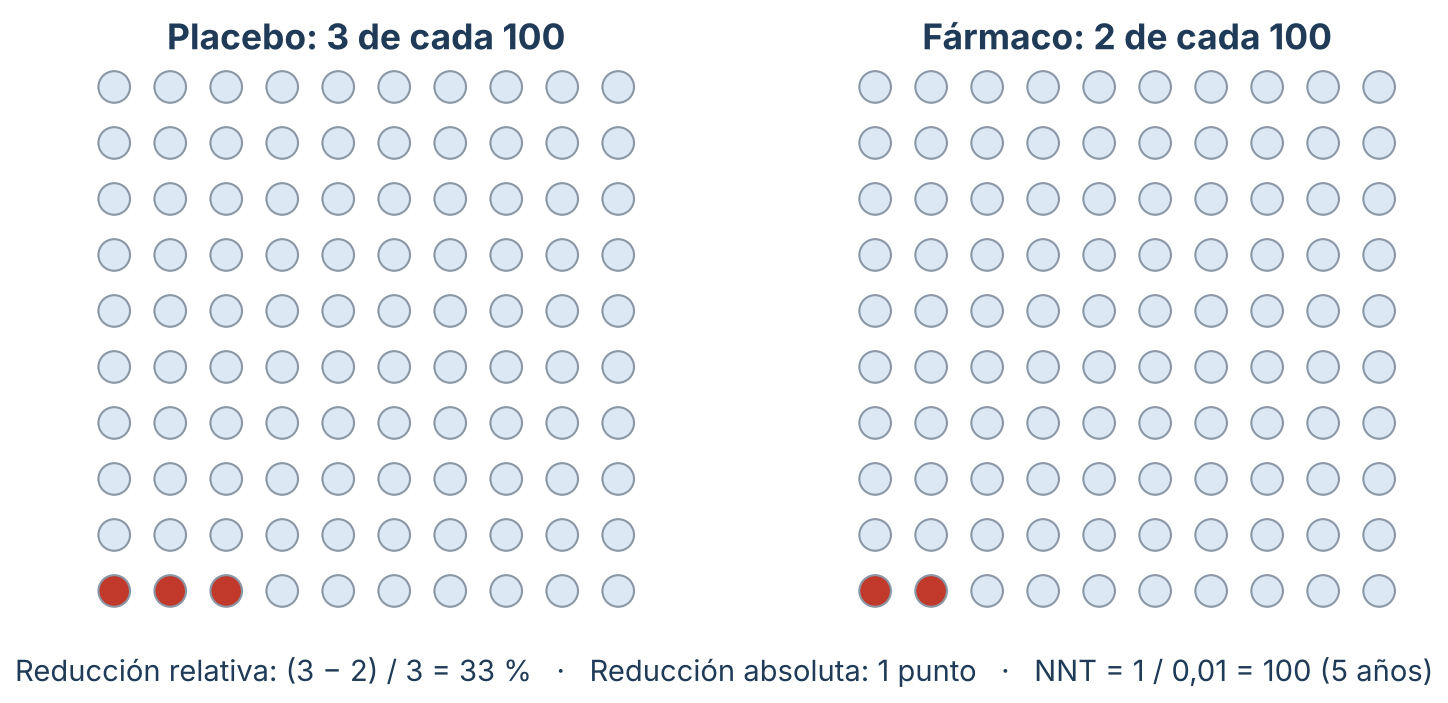 Placebo: 3 de cada 100
Fármaco: 2 de cada 100
Reducción relativa: (3 − 2) / 3 = 33 % · Reducción absoluta: 1 punto · NNT = 1 / 0,01 = 100 (5 años)